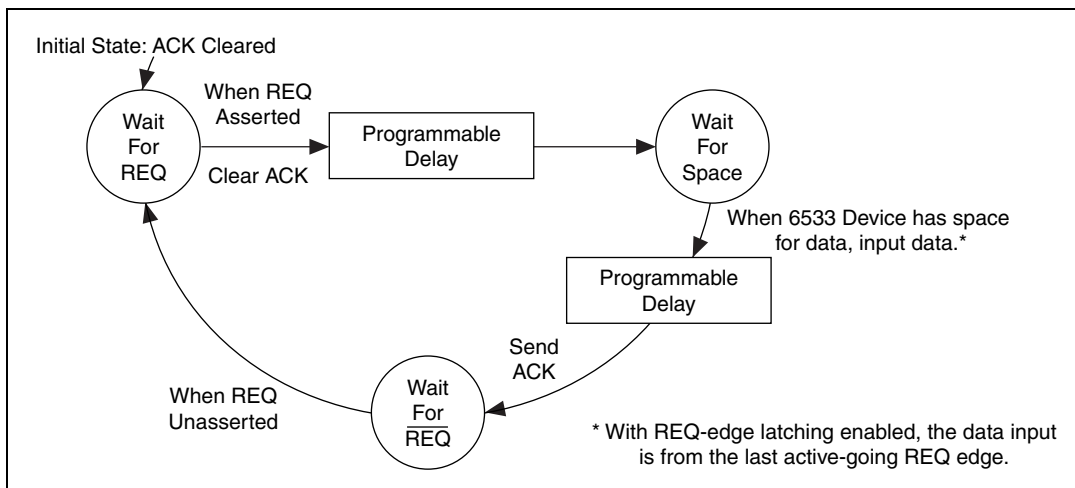 Initial State: ACK Cleared
Wait
For
REQ
When REQ
Asserted
Clear ACK
Programmable
Delay
Wait
For
Space
When 6533 Device has space
for data, input data.*
Programmable
Delay
Send
ACK
Wait
For
R̅E̅Q̅
When REQ
Unasserted
* With REQ-edge latching enabled, the data input
is from the last active-going REQ edge.